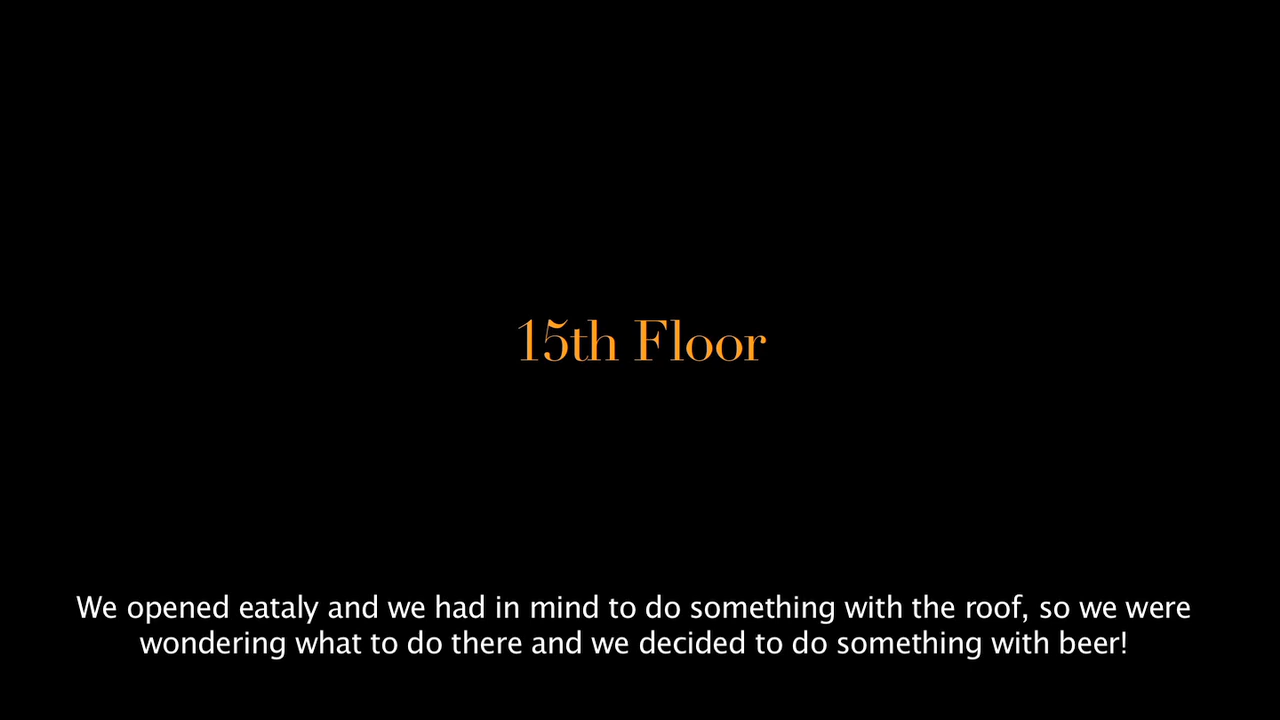 15th Floor
We opened eataly and we had in mind to do something with the roof, so we were
wondering what to do there and we decided to do something with beer!